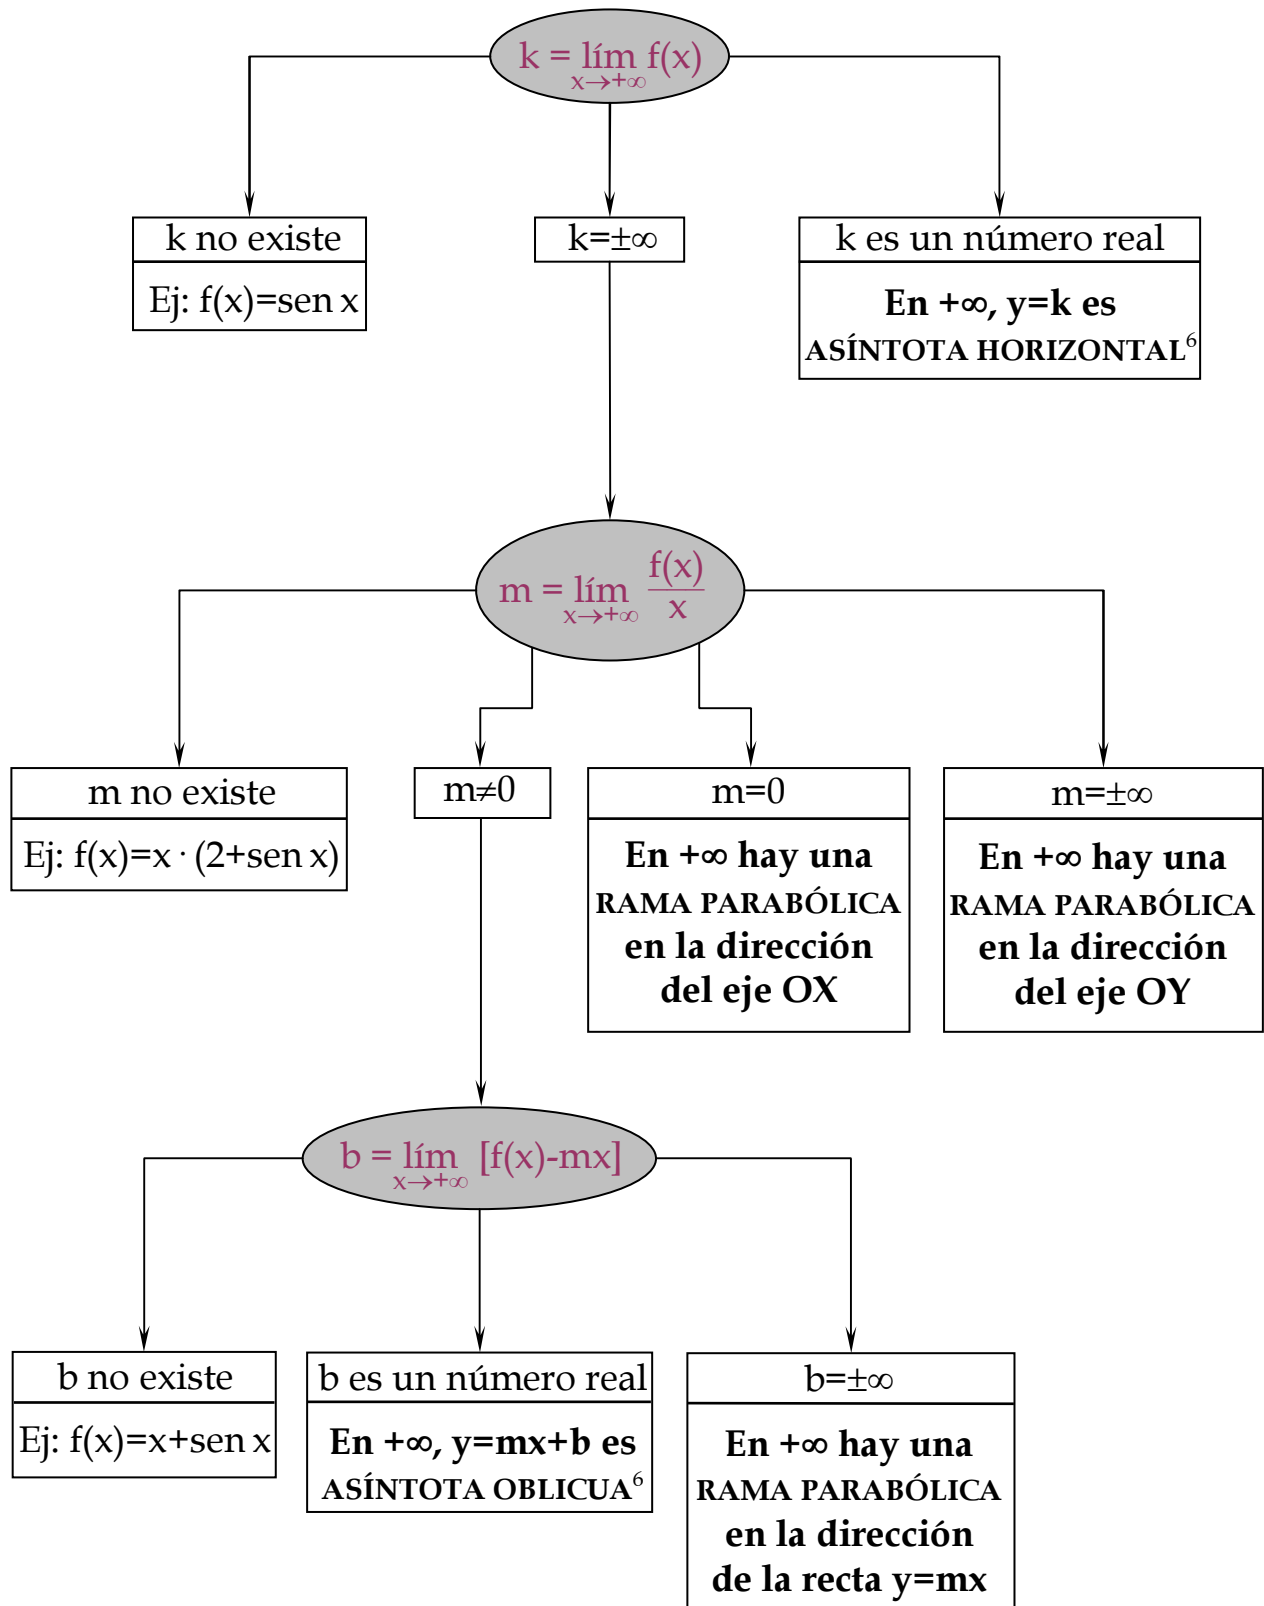 k = lím f(x)
x→+∞
k no existe
Ej: f(x)=sen x
k=±∞
k es un número real
En +∞, y=k es
ASÍNTOTA HORIZONTAL⁶
m = lím f(x)/x
x→+∞
m no existe
Ej: f(x)=x · (2+sen x)
m≠0
m=0
En +∞ hay una
RAMA PARABÓLICA
en la dirección
del eje OX
m=±∞
En +∞ hay una
RAMA PARABÓLICA
en la dirección
del eje OY
b = lím [f(x)-mx]
x→+∞
b no existe
Ej: f(x)=x+sen x
b es un número real
En +∞, y=mx+b es
ASÍNTOTA OBLICUA⁶
b=±∞
En +∞ hay una
RAMA PARABÓLICA
en la dirección
de la recta y=mx